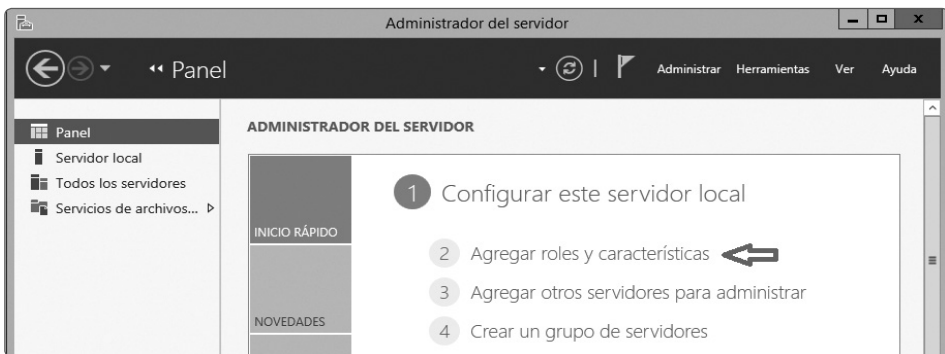 Administrador del servidor
Panel
Administrar Herramientas Ver Ayuda
Panel
Servidor local
Todos los servidores
Servicios de archivos...
ADMINISTRADOR DEL SERVIDOR
INICIO RÁPIDO
NOVEDADES
1 Configurar este servidor local
2 Agregar roles y características
3 Agregar otros servidores para administrar
4 Crear un grupo de servidores